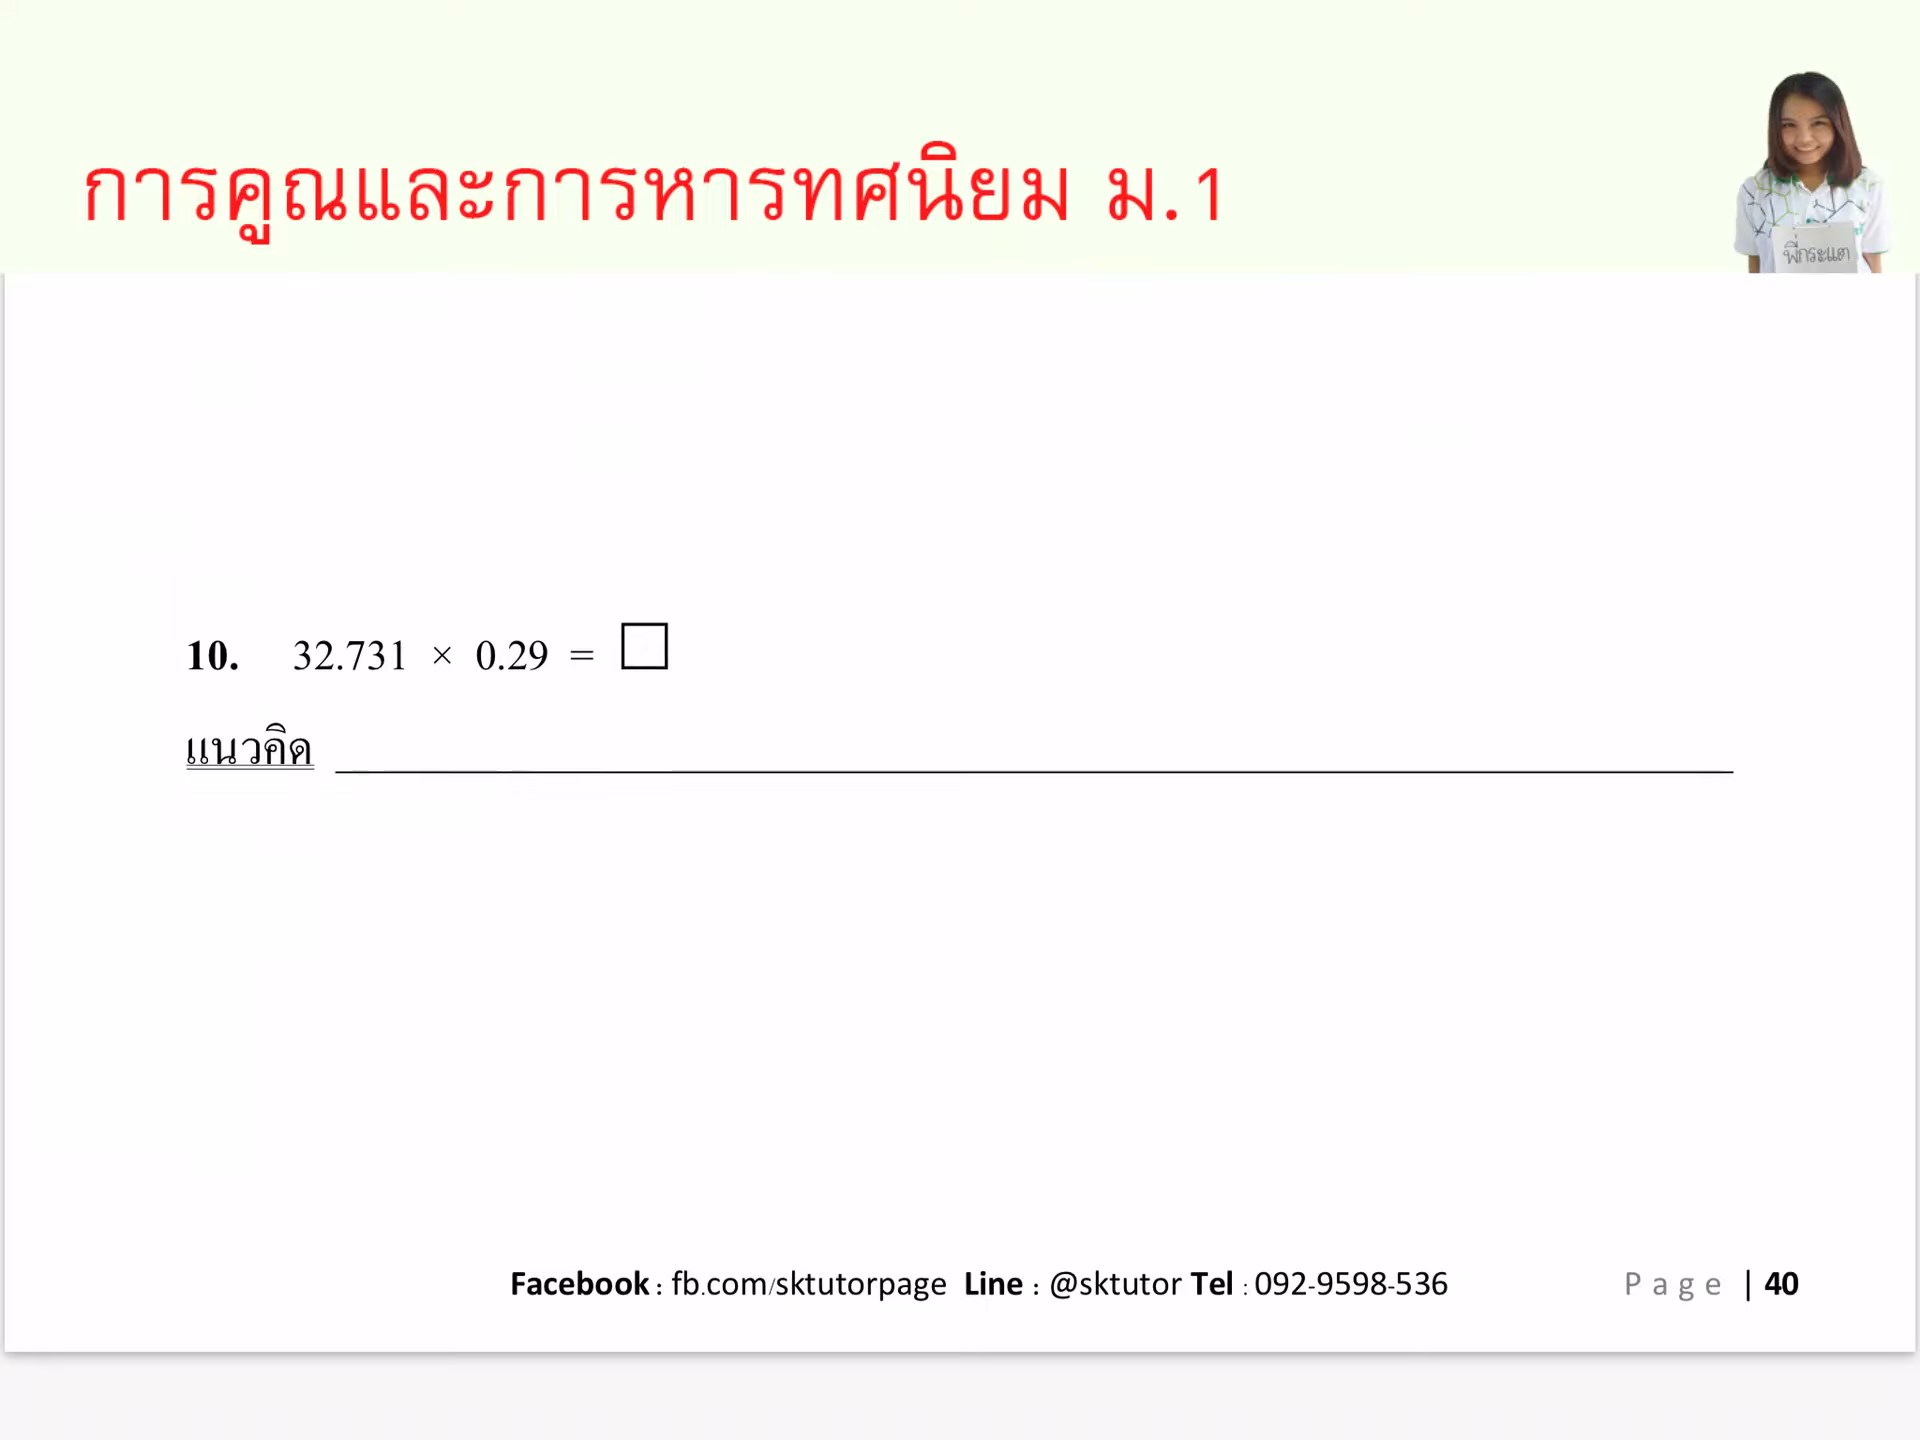 การคูณและการหารทศนิยม ม.1
พี่กระแต
10. 32.731 × 0.29 = □
แนวคิด
Facebook : fb.com/sktutorpage Line : @sktutor Tel : 092-9598-536 Page | 40